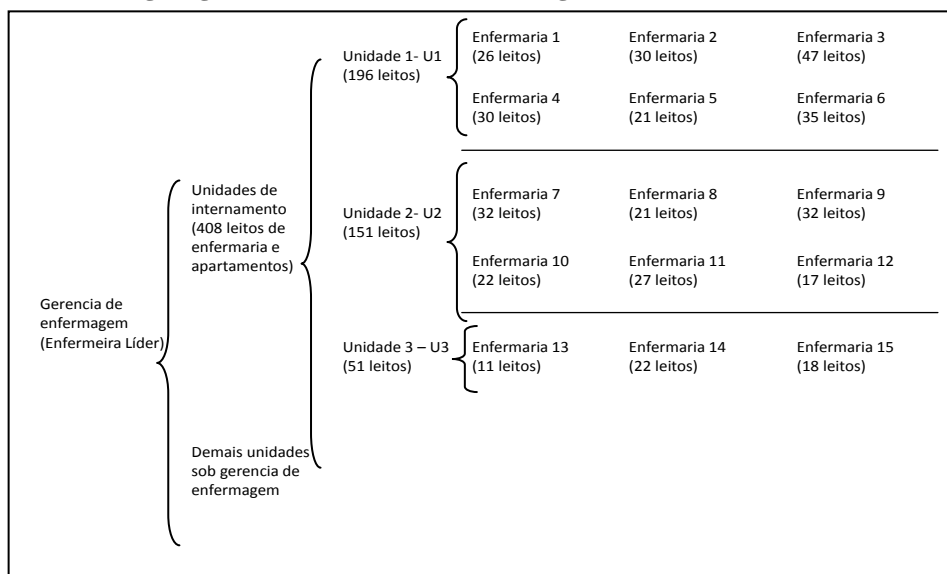 Unidade 1- U1
(196 leitos)
Enfermaria 1
(26 leitos)
Enfermaria 2
(30 leitos)
Enfermaria 3
(47 leitos)
Enfermaria 4
(30 leitos)
Enfermaria 5
(21 leitos)
Enfermaria 6
(35 leitos)
Unidades de
internamento
(408 leitos de
enfermaria e
apartamentos)
Unidade 2- U2
(151 leitos)
Enfermaria 7
(32 leitos)
Enfermaria 8
(21 leitos)
Enfermaria 9
(32 leitos)
Enfermaria 10
(22 leitos)
Enfermaria 11
(27 leitos)
Enfermaria 12
(17 leitos)
Gerencia de
enfermagem
(Enfermeira Líder)
Unidade 3 – U3
(51 leitos)
Enfermaria 13
(11 leitos)
Enfermaria 14
(22 leitos)
Enfermaria 15
(18 leitos)
Demais unidades
sob gerencia de
enfermagem